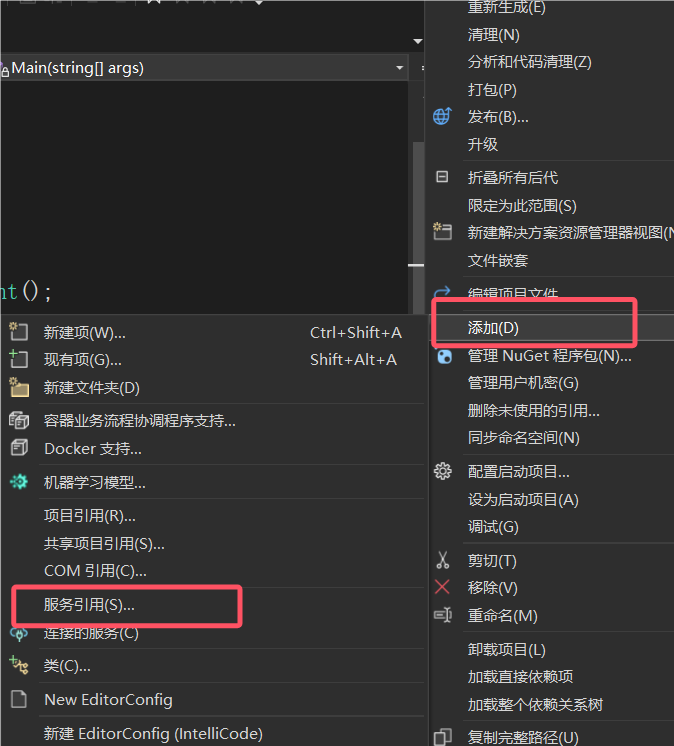 重新生成(E)
清理(N)
分析和代码清理(Z)
Main(string[] args)
打包(P)
发布(B)...
升级
折叠所有后代
限定为此范围(S)
新建解决方案资源管理器视图(N
文件嵌套
nt();
编辑项目文件
添加(D)
新建项(W)... Ctrl+Shift+A
现有项(G)... Shift+Alt+A
新建文件夹(D)
容器业务流程协调程序支持...
Docker 支持...
机器学习模型...
项目引用(R)...
共享项目引用(S)...
COM 引用(C)...
服务引用(S)...
连接的服务(C)
类(C)...
New EditorConfig
新建 EditorConfig (IntelliCode)
管理 NuGet 程序包(N)...
管理用户机密(G)
删除未使用的引用...
同步命名空间(N)
配置启动项目...
设为启动项目(A)
调试(G)
剪切(T)
移除(V)
重命名(M)
卸载项目(L)
加载直接依赖项
加载整个依赖关系树
复制完整路径(U)